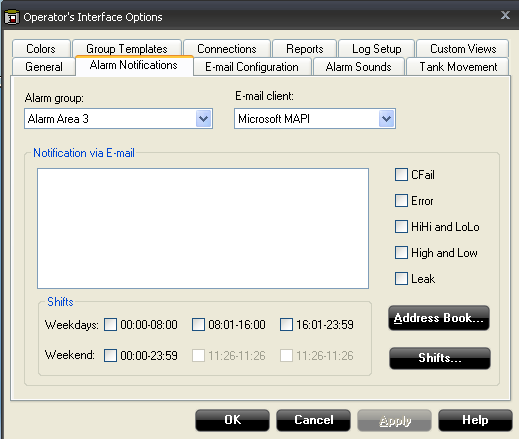 Operator's Interface Options
Colors Group Templates Connections Reports Log Setup Custom Views
General Alarm Notifications E-mail Configuration Alarm Sounds Tank Movement
Alarm group: E-mail client:
Alarm Area 3 Microsoft MAPI
Notification via E-mail
CFail
Error
HiHi and LoLo
High and Low
Leak
Shifts
Weekdays: 00:00-08:00 08:01-16:00 16:01-23:59
Address Book...
Weekend: 00:00-23:59 11:26-11:26 11:26-11:26
Shifts...
OK Cancel Apply Help